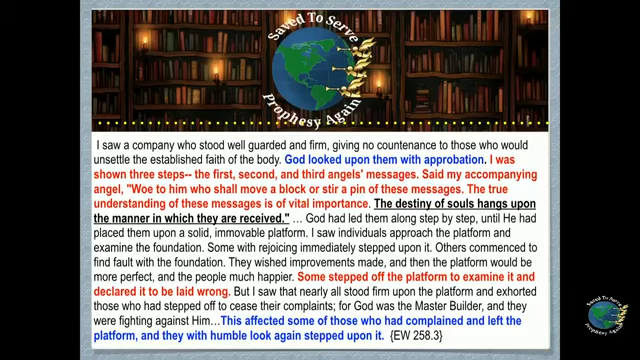 Saved To Serve
Prophesy Again
I saw a company who stood well guarded and firm, giving no countenance to those who would
unsettle the established faith of the body. God looked upon them with approbation. I was
shown three steps-- the first, second, and third angels' messages. Said my accompanying
angel, "Woe to him who shall move a block or stir a pin of these messages. The true
understanding of these messages is of vital importance. The destiny of souls hangs upon
the manner in which they are received." … God had led them along step by step, until He had
placed them upon a solid, immovable platform. I saw individuals approach the platform and
examine the foundation. Some with rejoicing immediately stepped upon it. Others commenced to
find fault with the foundation. They wished improvements made, and then the platform would be
more perfect, and the people much happier. Some stepped off the platform to examine it and
declared it to be laid wrong. But I saw that nearly all stood firm upon the platform and exhorted
those who had stepped off to cease their complaints; for God was the Master Builder, and they
were fighting against Him… This affected some of those who had complained and left the
platform, and they with humble look again stepped upon it. {EW 258.3}
Saved To Serve
Prophesy Again